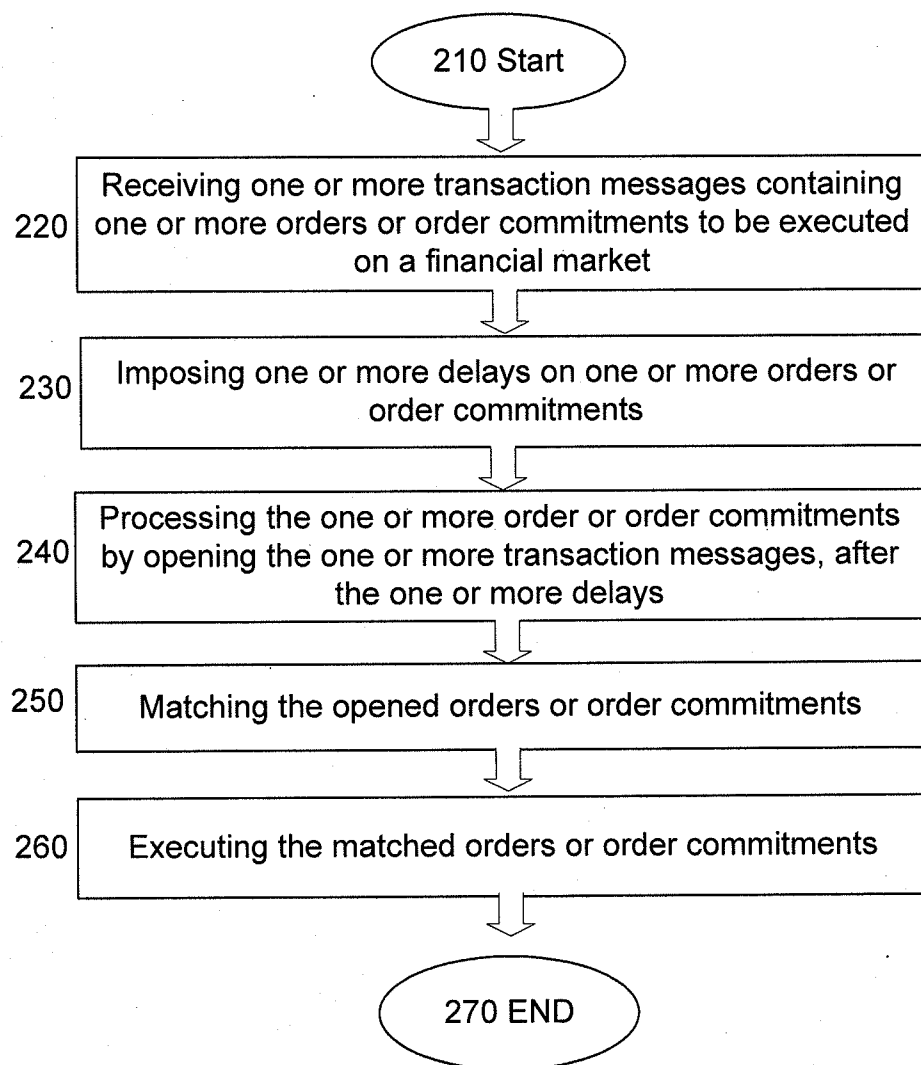 210 Start
Receiving one or more transaction messages containing
220
one or more orders or order commitments to be executed
on a financial market
230
Imposing one or more delays on one or more orders or
order commitments
Processing the one or more order or order commitments
240
by opening the one or more transaction messages, after
the one or more delays
250
Matching the opened orders or order commitments
260
Executing the matched orders or order commitments
270 END